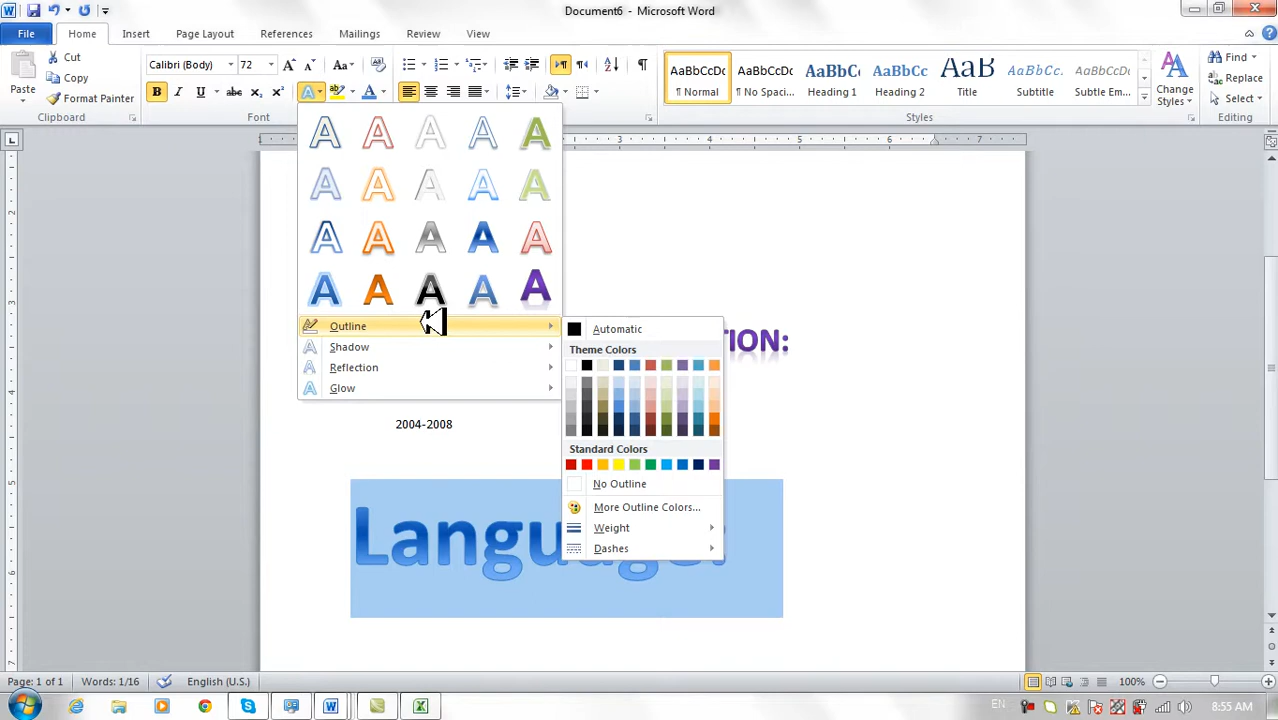 Document6 - Microsoft Word
File Home Insert Page Layout References Mailings Review View
Cut
Copy
Format Painter
Paste
Clipboard
Calibri (Body) 72
Font
AaBbCcDc AaBbCcDc AaBbC AaBbCc AaB AaBbCc. AaBbCcDc
¶ Normal ¶ No Spaci... Heading 1 Heading 2 Title Subtitle Subtle Em...
Change Styles
Styles
Find
Replace
Select
Editing
Outline
Shadow
Reflection
Glow
Automatic
Theme Colors
Standard Colors
No Outline
More Outline Colors...
Weight
Dashes
TION:
2004-2008
Langu
Page: 1 of 1 Words: 1/16 English (U.S.) 100%
EN 8:55 AM